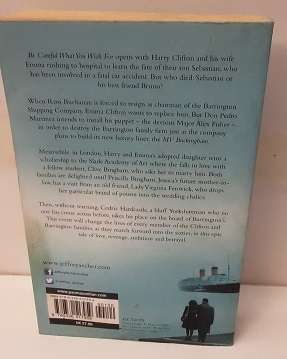 Be Careful What You Wish For opens with Harry Clifton and his wife
Emma rushing to hospital to learn the fate of their son Sebastian, who
has been involved in a fatal car accident. But who died: Sebastian or
his best friend Bruno?
When Ross Buchanan is forced to resign as chairman of the Barrington
Shipping Company, Emma Clifton wants to replace him. But Don Pedro
Martinez intends to install his puppet – the devious Major Alex Fisher –
in order to destroy the Barrington family firm just as the company
plans to build its new luxury liner, the MV Buckingham.
Meanwhile, in London, Harry and Emma's adopted daughter wins a
scholarship to the Slade Academy of Art where she falls in love with
a fellow student, Clive Bingham, who asks her to marry him. Both
families are delighted until Priscilla Bingham, Jessica's future mother-in-
law, has a visit from an old friend, Lady Virginia Fenwick, who drops
her particular brand of poison into the wedding chalice.
Then, without warning, Cedric Hardcastle, a bluff Yorkshireman who no
one has come across before, takes his place on the board of Barrington's.
This event will change the lives of every member of the Clifton and
Barrington families, as they march forward into the sixties in this epic
tale of love, revenge, ambition and betrayal.
www.jeffreyarcher.com
www.panmacmillan.com
UK £7.99